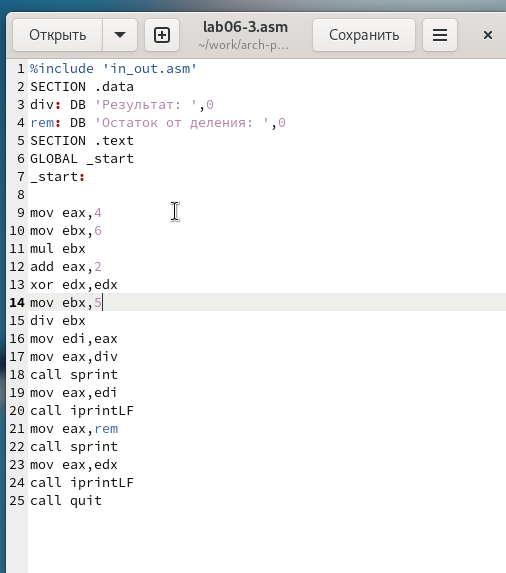 Открыть
lab06-3.asm
~/work/arch-p...
Сохранить
1 %include 'in_out.asm'
2 SECTION .data
3 div: DB 'Результат: ',0
4 rem: DB 'Остаток от деления: ',0
5 SECTION .text
6 GLOBAL _start
7 _start:
8
9 mov eax,4
10 mov ebx,6
11 mul ebx
12 add eax,2
13 xor edx,edx
14 mov ebx,5
15 div ebx
16 mov edi,eax
17 mov eax,div
18 call sprint
19 mov eax,edi
20 call iprintLF
21 mov eax,rem
22 call sprint
23 mov eax,edx
24 call iprintLF
25 call quit